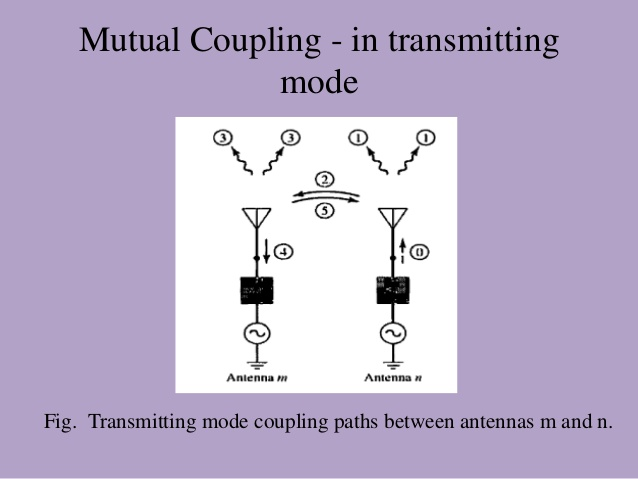 Mutual Coupling - in transmitting
mode
3 3 1 1
2
5
4 0
Antenna m Antenna n
Fig. Transmitting mode coupling paths between antennas m and n.